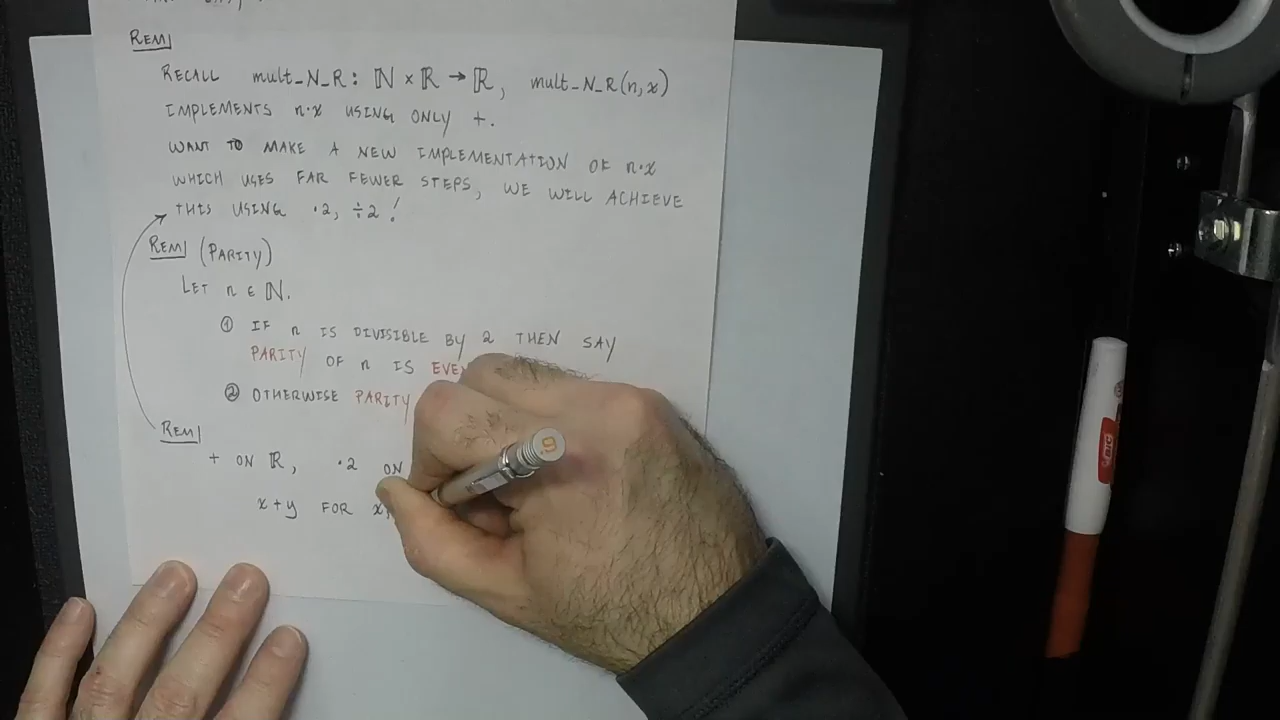 REM
RECALL mult_N_R: ℕ × ℝ → ℝ, mult_N_R(n,x)
IMPLEMENTS n·x USING ONLY +.
WANT TO MAKE A NEW IMPLEMENTATION OF n·x
WHICH USES FAR FEWER STEPS, WE WILL ACHIEVE
THIS USING ·2, ÷2!
REM (PARITY)
LET n ∈ ℕ.
① IF n IS DIVISIBLE BY 2 THEN SAY
PARITY OF n IS EVE
② OTHERWISE PARITY
REM
+ ON ℝ, ·2 ON
x+y FOR x,
BIC